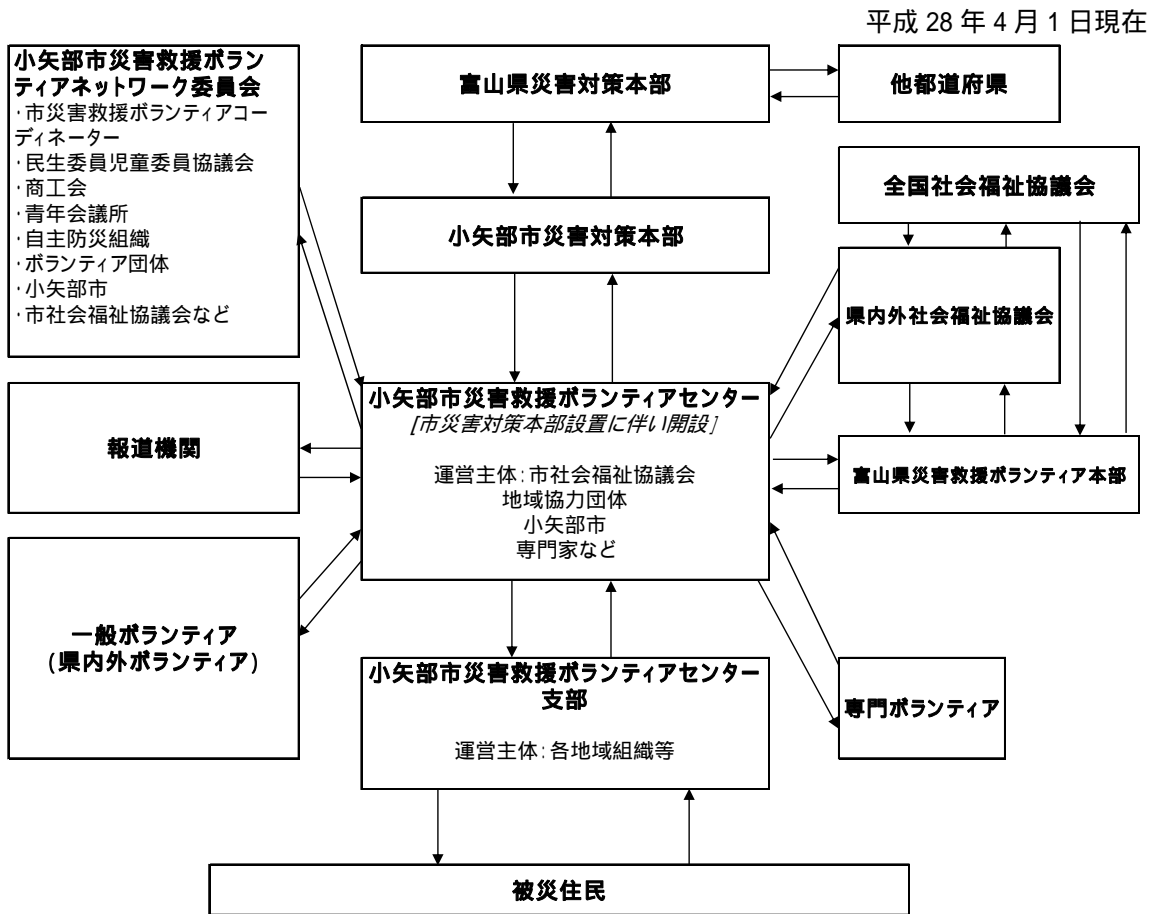 平成 28 年 4 月 1 日現在
小矢部市災害救援ボラン
ティアネットワーク委員会
・市災害救援ボランティアコー
ディネーター
・民生委員児童委員協議会
・商工会
・青年会議所
・自主防災組織
・ボランティア団体
・小矢部市
・市社会福祉協議会など
富山県災害対策本部
他都道府県
全国社会福祉協議会
小矢部市災害対策本部
県内外社会福祉協議会
小矢部市災害救援ボランティアセンター
[市災害対策本部設置に伴い開設]
運営主体:市社会福祉協議会
地域協力団体
小矢部市
専門家など
報道機関
富山県災害救援ボランティア本部
一般ボランティア
(県内外ボランティア)
小矢部市災害救援ボランティアセンター
支部
運営主体:各地域組織等
専門ボランティア
被災住民